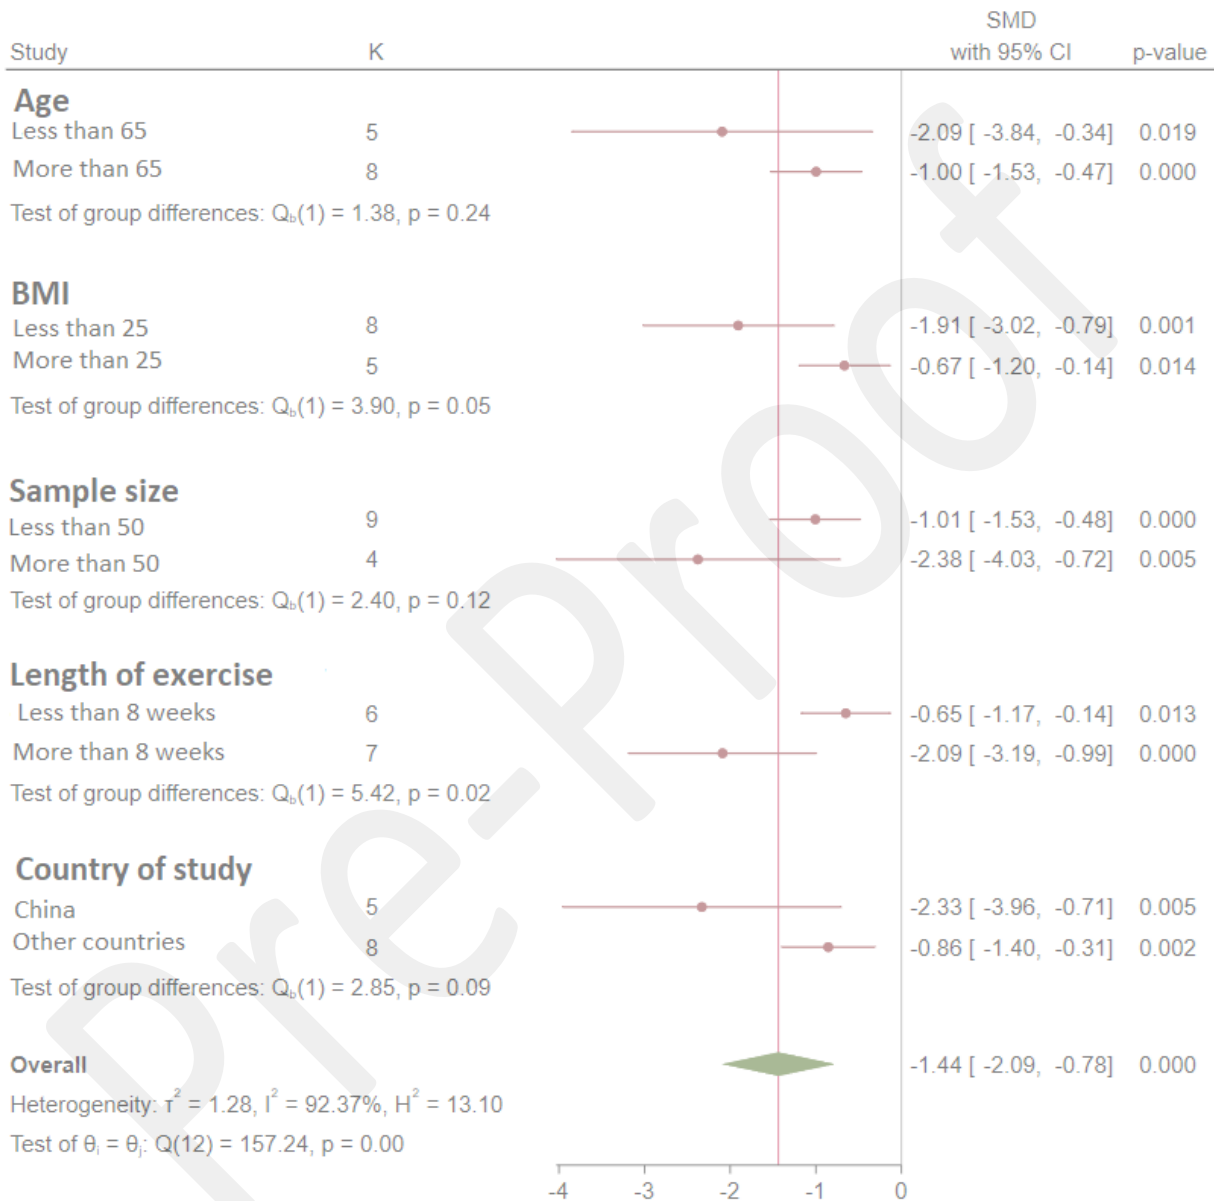 SMD
Study K with 95% CI p-value
Age
Less than 65 5 -2.09 [ -3.84, -0.34] 0.019
More than 65 8 -1.00 [ -1.53, -0.47] 0.000
Test of group differences: Q_b(1) = 1.38, p = 0.24
BMI
Less than 25 8 -1.91 [ -3.02, -0.79] 0.001
More than 25 5 -0.67 [ -1.20, -0.14] 0.014
Test of group differences: Q_b(1) = 3.90, p = 0.05
Sample size
Less than 50 9 -1.01 [ -1.53, -0.48] 0.000
More than 50 4 -2.38 [ -4.03, -0.72] 0.005
Test of group differences: Q_b(1) = 2.40, p = 0.12
Length of exercise
Less than 8 weeks 6 -0.65 [ -1.17, -0.14] 0.013
More than 8 weeks 7 -2.09 [ -3.19, -0.99] 0.000
Test of group differences: Q_b(1) = 5.42, p = 0.02
Country of study
China 5 -2.33 [ -3.96, -0.71] 0.005
Other countries 8 -0.86 [ -1.40, -0.31] 0.002
Test of group differences: Q_b(1) = 2.85, p = 0.09
Overall -1.44 [ -2.09, -0.78] 0.000
Heterogeneity: τ² = 1.28, I² = 92.37%, H² = 13.10
Test of θᵢ = θⱼ: Q(12) = 157.24, p = 0.00
-4 -3 -2 -1 0
Pre-Proof